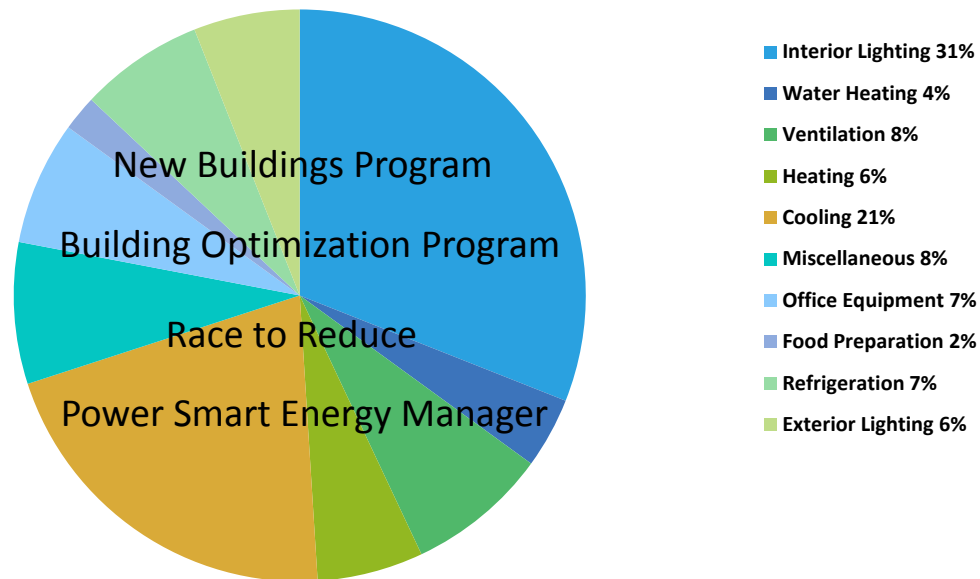 New Buildings Program
Building Optimization Program
Race to Reduce
Power Smart Energy Manager
Interior Lighting 31%
Water Heating 4%
Ventilation 8%
Heating 6%
Cooling 21%
Miscellaneous 8%
Office Equipment 7%
Food Preparation 2%
Refrigeration 7%
Exterior Lighting 6%